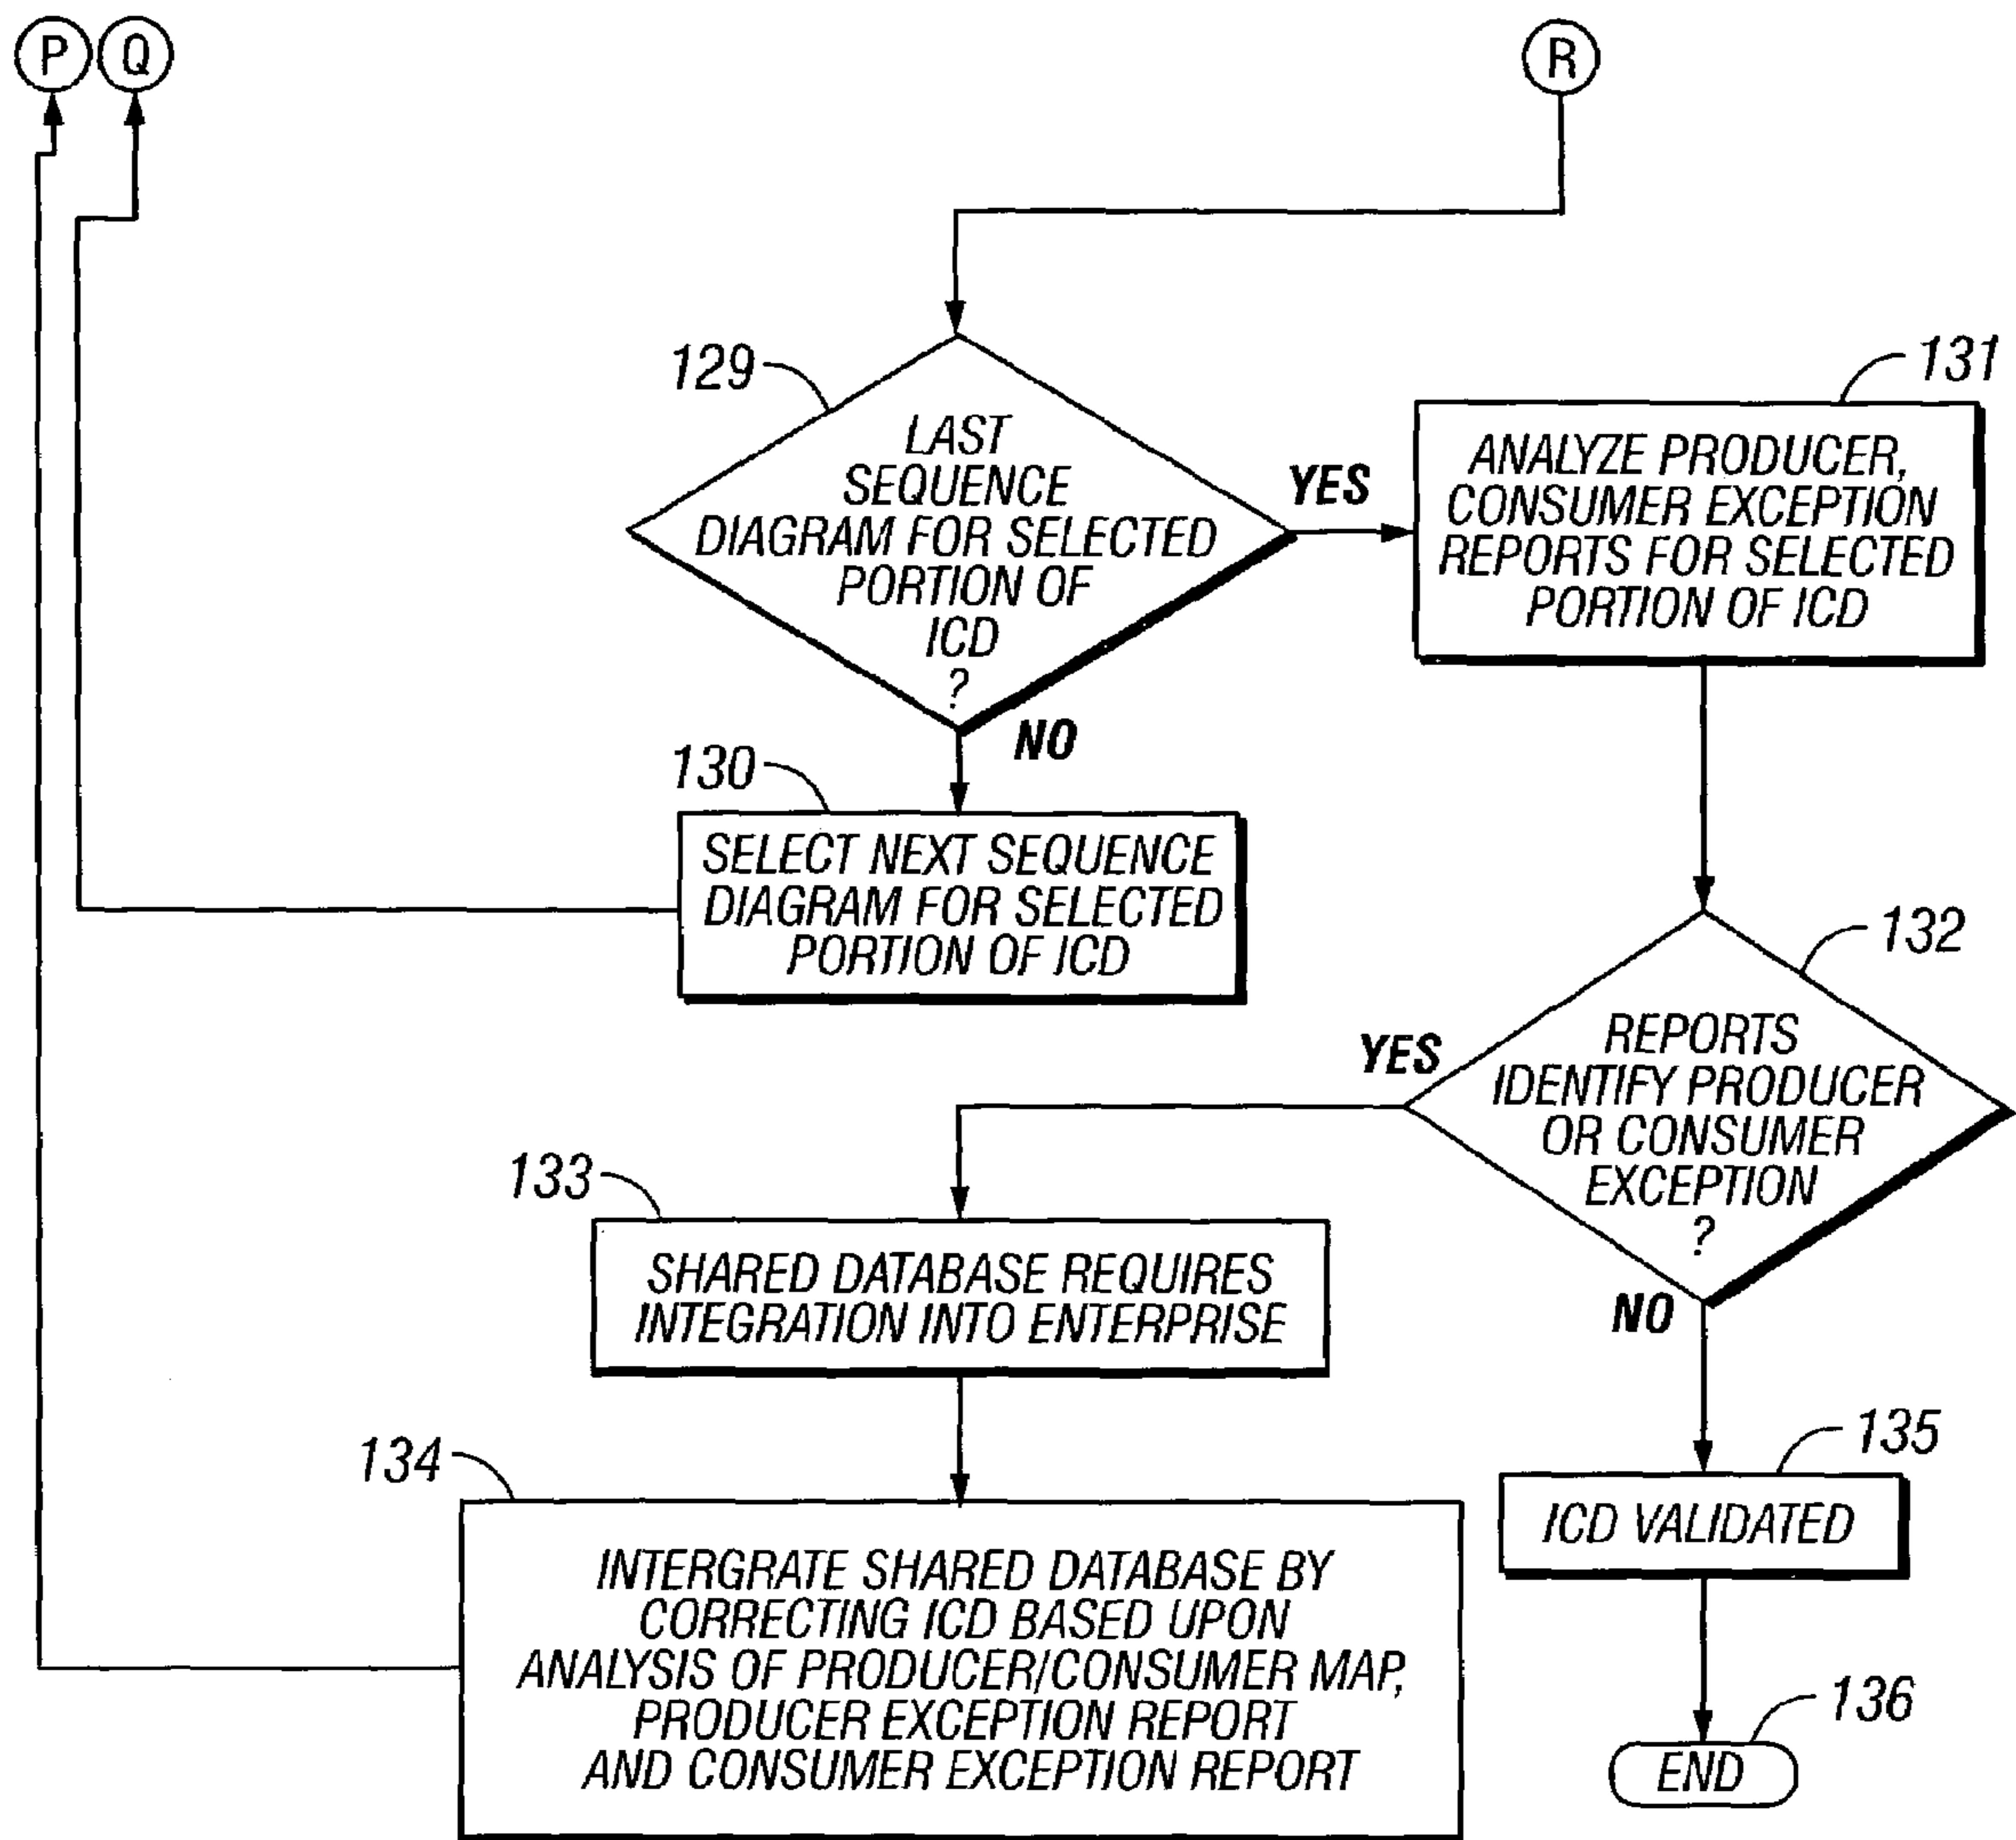 P
Q
R
129
LAST
SEQUENCE
DIAGRAM FOR SELECTED
PORTION OF
ICD
?
YES
NO
131
ANALYZE PRODUCER,
CONSUMER EXCEPTION
REPORTS FOR SELECTED
PORTION OF ICD
130
SELECT NEXT SEQUENCE
DIAGRAM FOR SELECTED
PORTION OF ICD
132
REPORTS
IDENTIFY PRODUCER
OR CONSUMER
EXCEPTION
?
YES
NO
133
SHARED DATABASE REQUIRES
INTEGRATION INTO ENTERPRISE
134
INTERGRATE SHARED DATABASE BY
CORRECTING ICD BASED UPON
ANALYSIS OF PRODUCER/CONSUMER MAP,
PRODUCER EXCEPTION REPORT
AND CONSUMER EXCEPTION REPORT
135
ICD VALIDATED
136
END